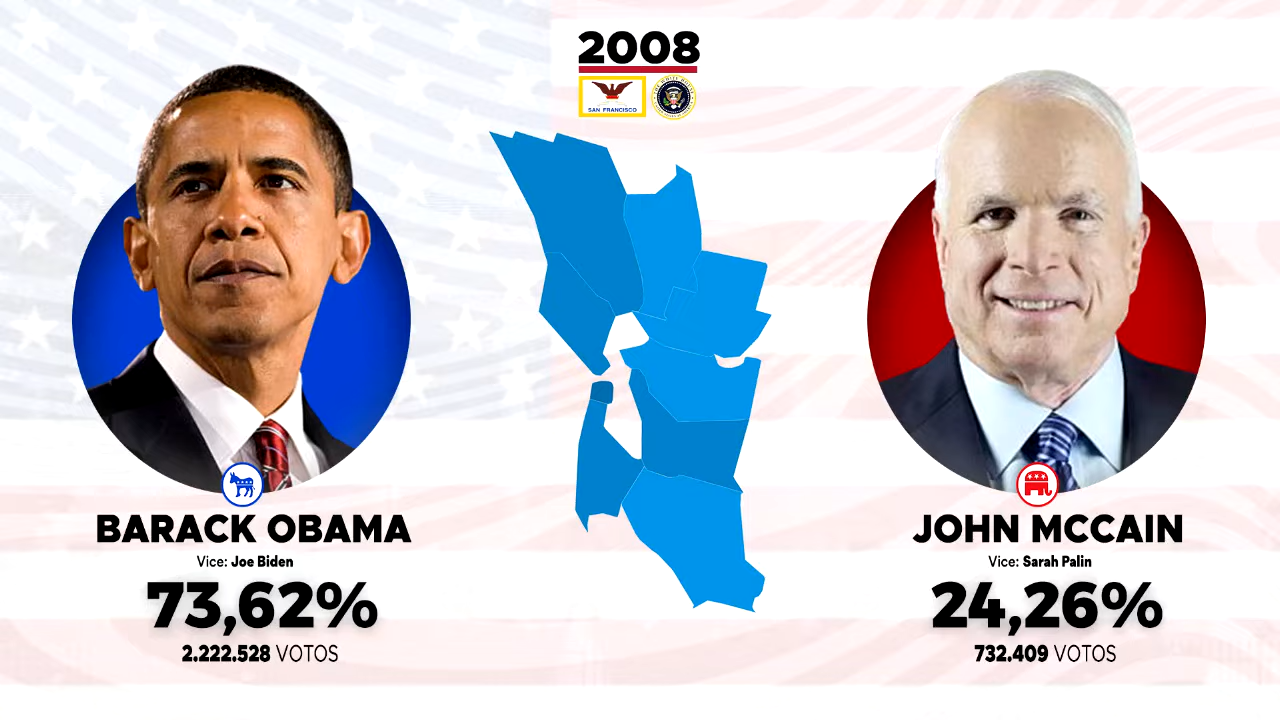 2008
SAN FRANCISCO
BARACK OBAMA
Vice: Joe Biden
73,62%
2.222.528 VOTOS
JOHN MCCAIN
Vice: Sarah Palin
24,26%
732.409 VOTOS